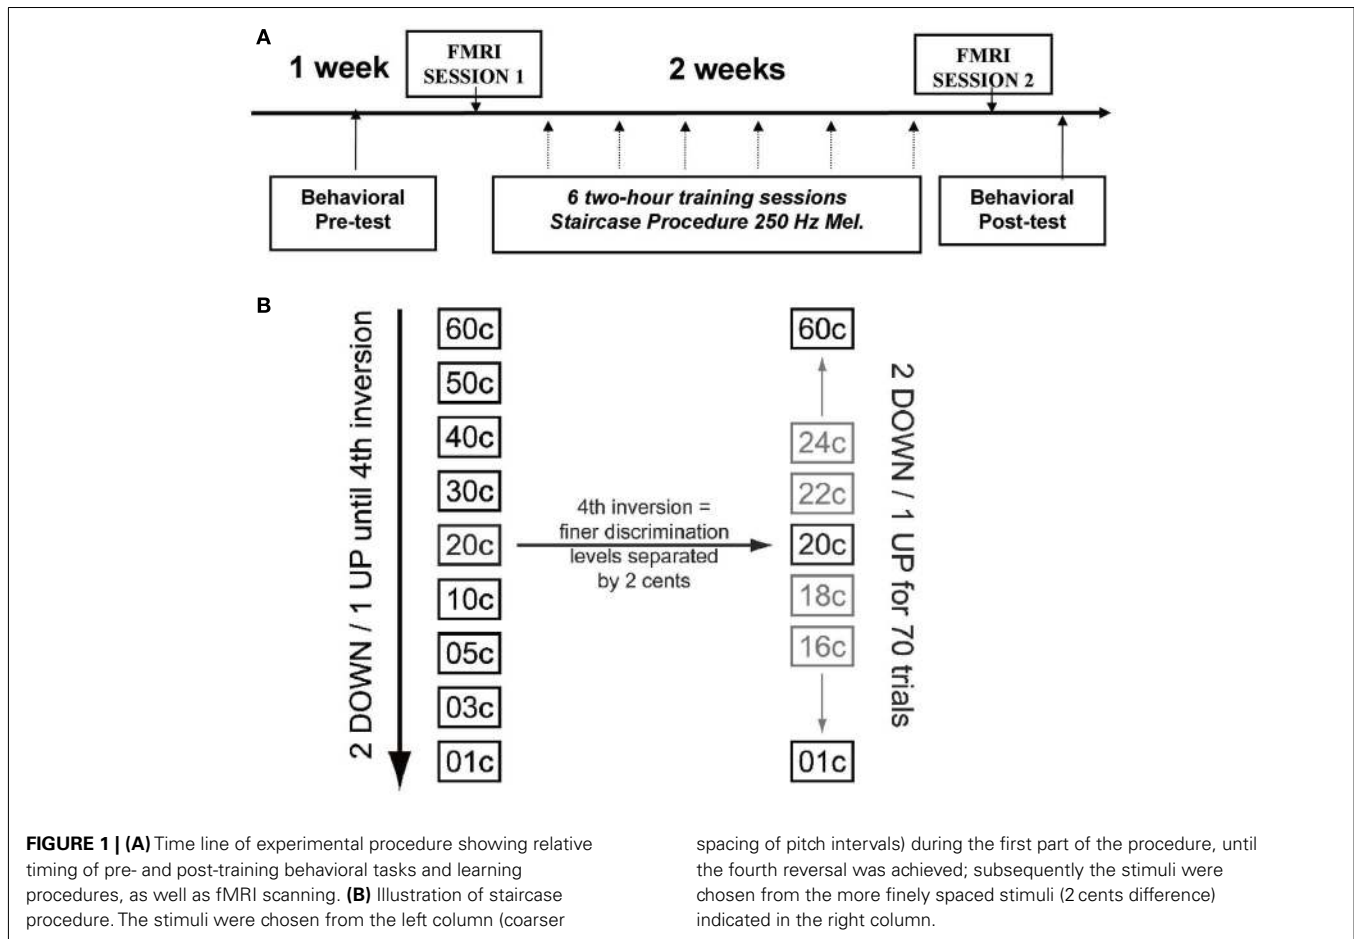 A
1 week
FMRI
SESSION 1
2 weeks
FMRI
SESSION 2
Behavioral
Pre-test
6 two-hour training sessions
Staircase Procedure 250 Hz Mel.
Behavioral
Post-test
B
2 DOWN / 1 UP until 4th inversion
60c
50c
40c
30c
20c
10c
05c
03c
01c
4th inversion =
finer discrimination
levels separated
by 2 cents
60c
24c
22c
20c
18c
16c
01c
2 DOWN / 1 UP for 70 trials
FIGURE 1 | (A) Time line of experimental procedure showing relative
timing of pre- and post-training behavioral tasks and learning
procedures, as well as fMRI scanning. (B) Illustration of staircase
procedure. The stimuli were chosen from the left column (coarser
spacing of pitch intervals) during the first part of the procedure, until
the fourth reversal was achieved; subsequently the stimuli were
chosen from the more finely spaced stimuli (2 cents difference)
indicated in the right column.